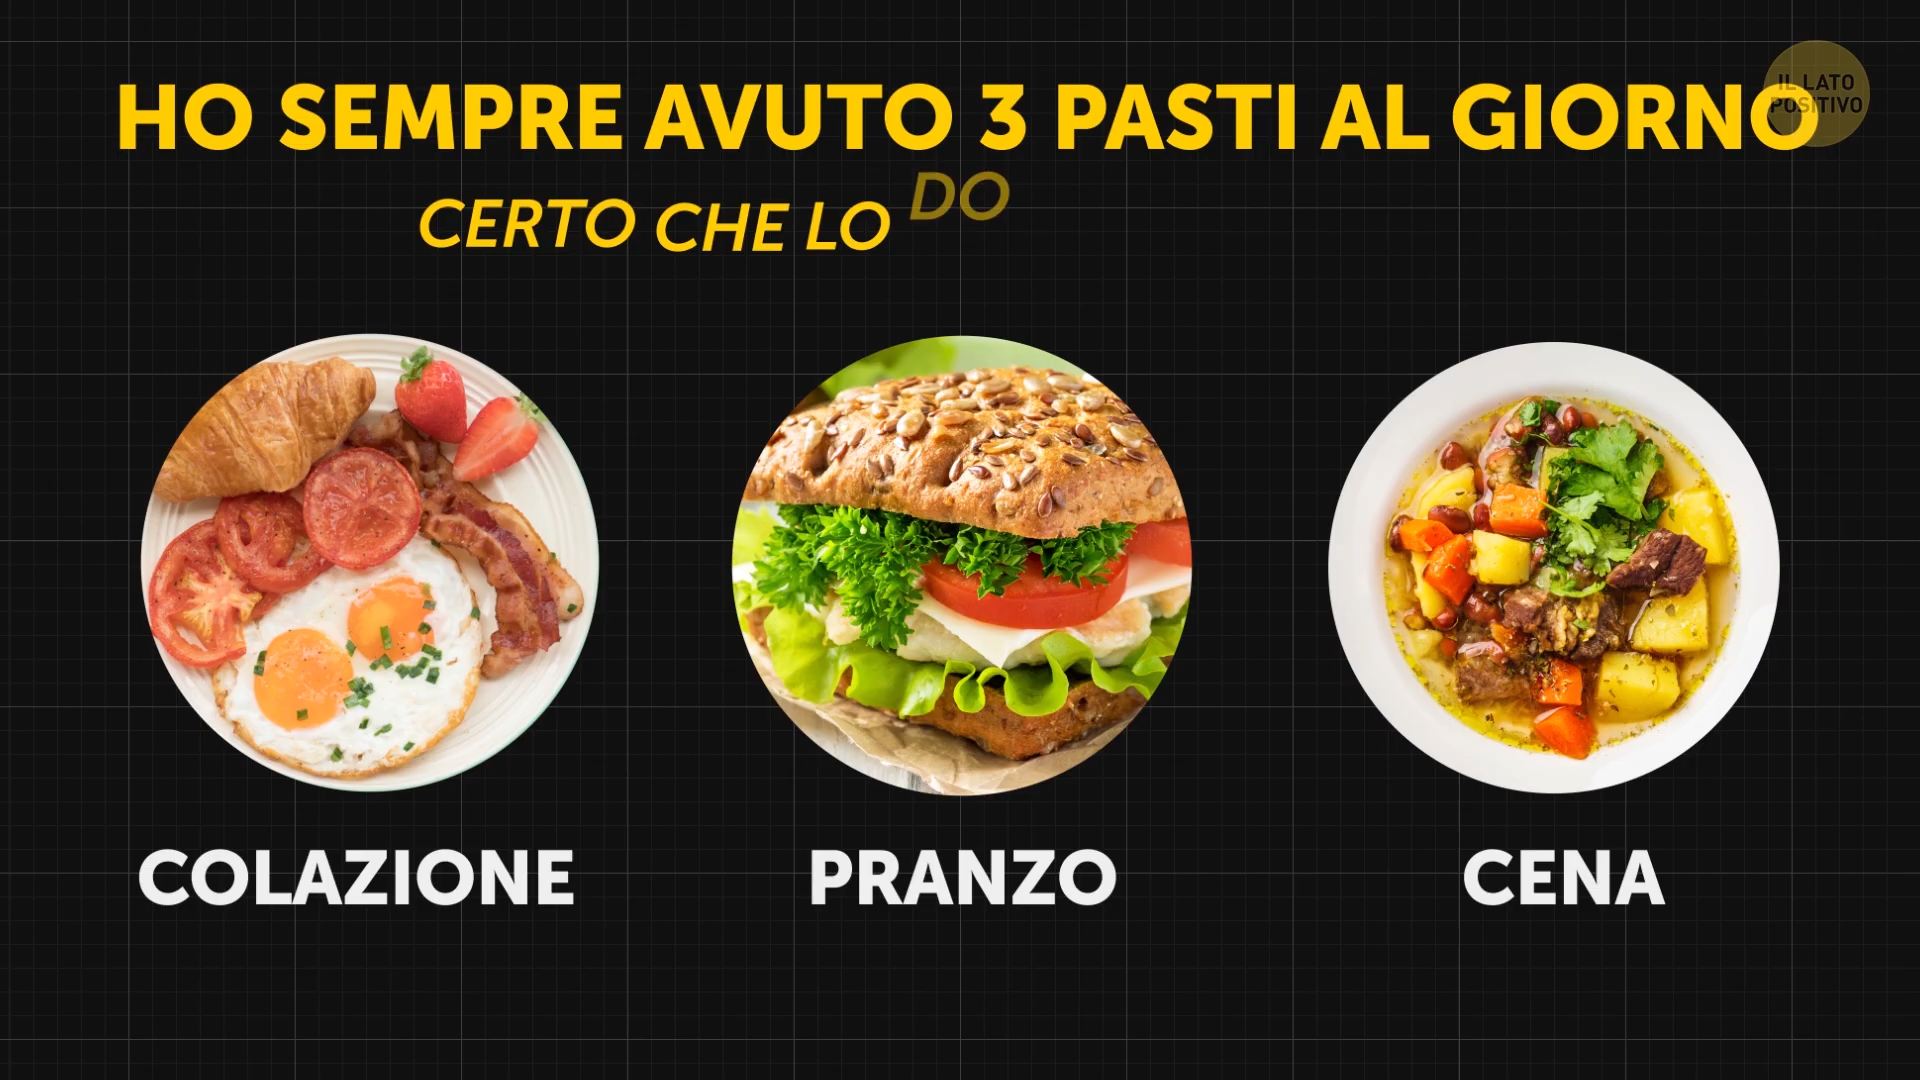 HO SEMPRE AVUTO 3 PASTI AL GIORNO
IL LATO
POSITIVO
CERTO CHE LO DO
COLAZIONE
PRANZO
CENA